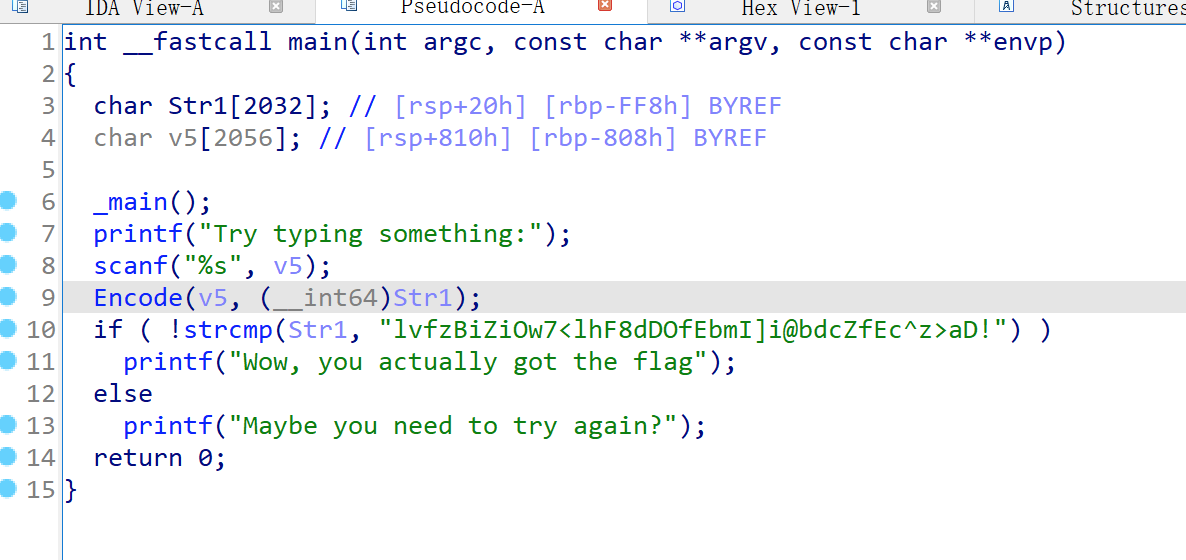 IDA View-A Pseudocode-A Hex View-1 Structures
1 int __fastcall main(int argc, const char **argv, const char **envp)
2 {
3   char Str1[2032]; // [rsp+20h] [rbp-FF8h] BYREF
4   char v5[2056]; // [rsp+810h] [rbp-808h] BYREF
5
6   _main();
7   printf("Try typing something:");
8   scanf("%s", v5);
9   Encode(v5, (__int64)Str1);
10   if ( !strcmp(Str1, "lvfzBiZiOw7<lhF8dDOfEbmI]i@bdcZfEc^z>aD!") )
11     printf("Wow, you actually got the flag");
12   else
13     printf("Maybe you need to try again?");
14   return 0;
15 }